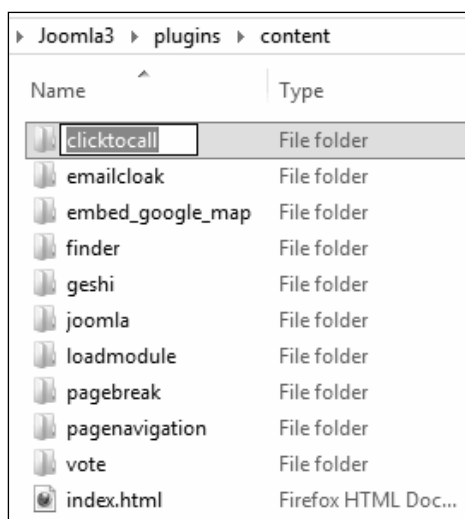 Joomla3 plugins content
Name Type
clicktocall File folder
emailcloak File folder
embed_google_map File folder
finder File folder
geshi File folder
joomla File folder
loadmodule File folder
pagebreak File folder
pagenavigation File folder
vote File folder
index.html Firefox HTML Doc...